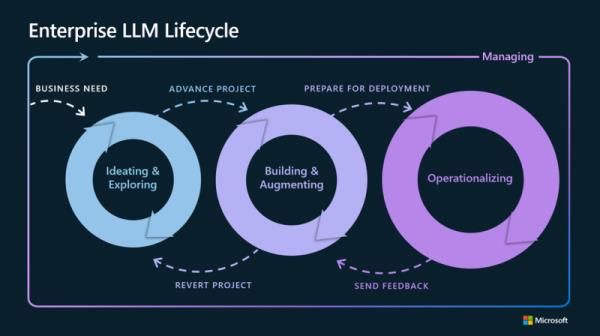 Enterprise LLM Lifecycle
Managing
BUSINESS NEED
ADVANCE PROJECT
PREPARE FOR DEPLOYMENT
Ideating &
Exploring
Building &
Augmenting
Operationalizing
REVERT PROJECT
SEND FEEDBACK
Microsoft